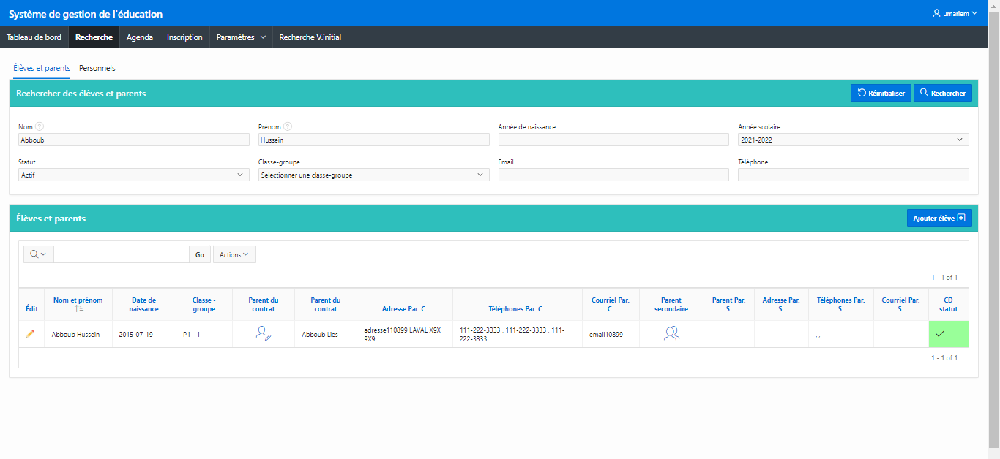 Système de gestion de l'éducation
umariem
Tableau de bord Recherche Agenda Inscription Paramétres Recherche V.initial
Élèves et parents Personnels
Rechercher des élèves et parents
Réinitialiser Rechercher
Nom ? Prénom ? Année de naissance Année scolaire
Abboub Hussein 2021-2022
Statut Classe-groupe Email Téléphone
Actif Selectionner une classe-groupe
Élèves et parents
Ajouter élève
Go Actions
1 - 1 of 1
Édit
Nom et prénom
Date de
naissance
Classe -
groupe
Parent du
contrat
Parent du
contrat
Adresse Par. C.
Téléphones Par. C..
Courriel Par.
C.
Parent
secondaire
Parent Par.
S.
Adresse Par.
S.
Téléphones Par.
S.
Courriel Par.
S.
CD
statut
Abboub Hussein
2015-07-19
P1 - 1
Abboub Lies
adresse110899 LAVAL X9X
9X9
111-222-3333 , 111-222-3333 , 111-
222-3333
email10899
, ,
-
1 - 1 of 1